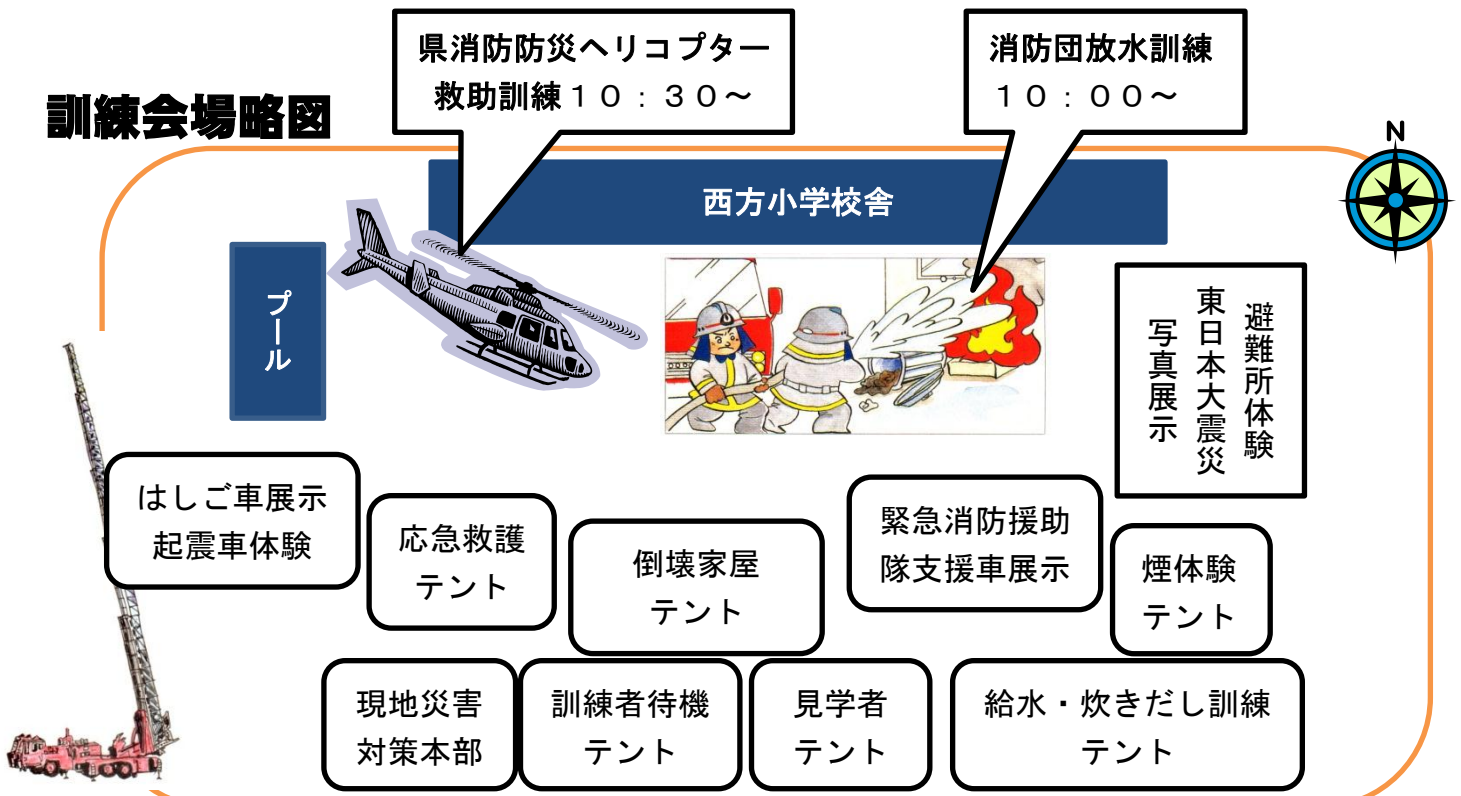 訓練会場略図
県消防防災ヘリコプター
救助訓練１０：３０～
消防団放水訓練
１０：００～
N
西方小学校舎
プール
避難所体験
東日本大震災
写真展示
はしご車展示
起震車体験
応急救護
テント
倒壊家屋
テント
緊急消防援助
隊支援車展示
煙体験
テント
現地災害
対策本部
訓練者待機
テント
見学者
テント
給水・炊きだし訓練
テント